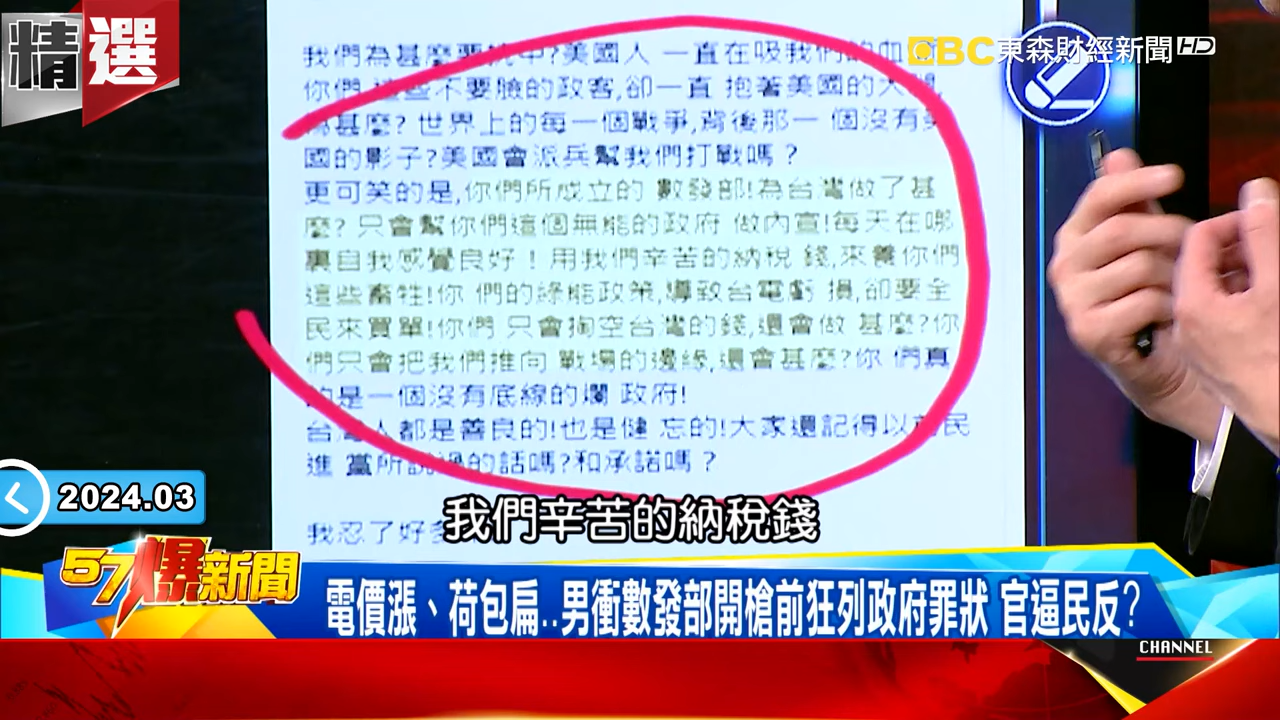 精選
EBC 東森財經新聞 HD
我們為甚麼要抗中?美國人 一直在吸我們的血
你們 這些不要臉的政客,卻一直 抱著美國的大腿,
為甚麼? 世界上的每一個戰爭,背後那一 個沒有美
國的影子?美國會派兵幫我們打戰嗎?
更可笑的是,你們所成立的 數發部!為台灣做了甚
麼? 只會幫你們這個無能的政府 做內宣!每天在哪
裏自我感覺良好! 用我們辛苦的納稅 錢,來養你們
這些畜牲!你 們的綠能政策,導致台電虧 損,卻要全
民來買單!你們 只會掏空台灣的錢,還會做 甚麼?你
們只會把我們推向 戰場的邊緣,還會甚麼?你 們真
的是一個沒有底線的爛 政府!
台灣人都是善良的!也是健 忘的!大家還記得以前民
進 黨所說過的話嗎?和承諾嗎?
我忍了好多
我們辛苦的納稅錢
2024.03
57爆新聞
電價漲、荷包扁..男衝數發部開槍前狂列政府罪狀 官逼民反?
CHANNEL